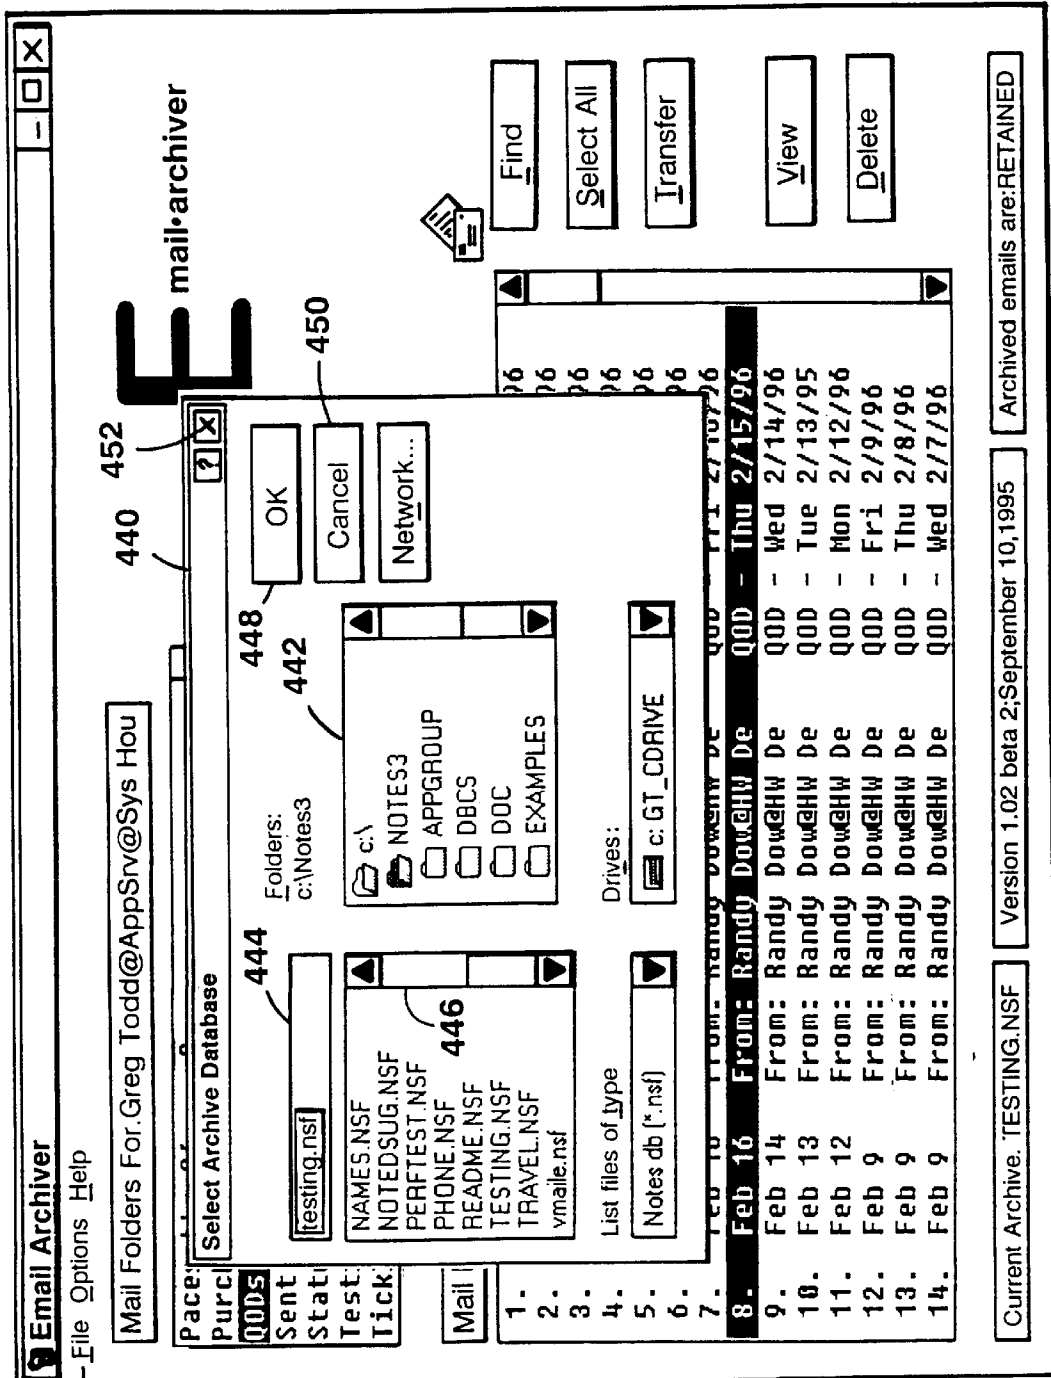 Email Archiver
File Options Help
Mail Folders For.Greg Todd@AppSrv@Sys Hou
mail•archiver
440
452
450
448
442
444
446
Pace
Purcl
QODs
Sent
Stat
Test
Tick
Mail
Select Archive Database
testing.nsf
NAMES.NSF
NOTEDSUG.NSF
PERFTEST.NSF
PHONE.NSF
README.NSF
TESTING.NSF
TRAVEL.NSF
vmaile.nsf
List files of type
Notes db (*.nsf)
Folders:
c:\Notes3
c:\
NOTES3
APPGROUP
DBCS
DOC
EXAMPLES
Drives:
c: GT_CDRIVE
OK
Cancel
Network...
1. 96
2. 96
3. 96
4. 96
5. 96
6. 96
7. 96
8. Feb 16 From: Randy Dow@HW De QOD - Thu 2/15/96
9. Feb 14 From: Randy Dow@HW De QOD - Wed 2/14/96
10. Feb 13 From: Randy Dow@HW De QOD - Tue 2/13/95
11. Feb 12 From: Randy Dow@HW De QOD - Mon 2/12/96
12. Feb 9 From: Randy Dow@HW De QOD - Fri 2/9/96
13. Feb 9 From: Randy Dow@HW De QOD - Thu 2/8/96
14. Feb 9 From: Randy Dow@HW De QOD - Wed 2/7/96
Find
Select All
Transfer
View
Delete
Current Archive. TESTING.NSF
Version 1.02 beta 2;September 10,1995
Archived emails are:RETAINED